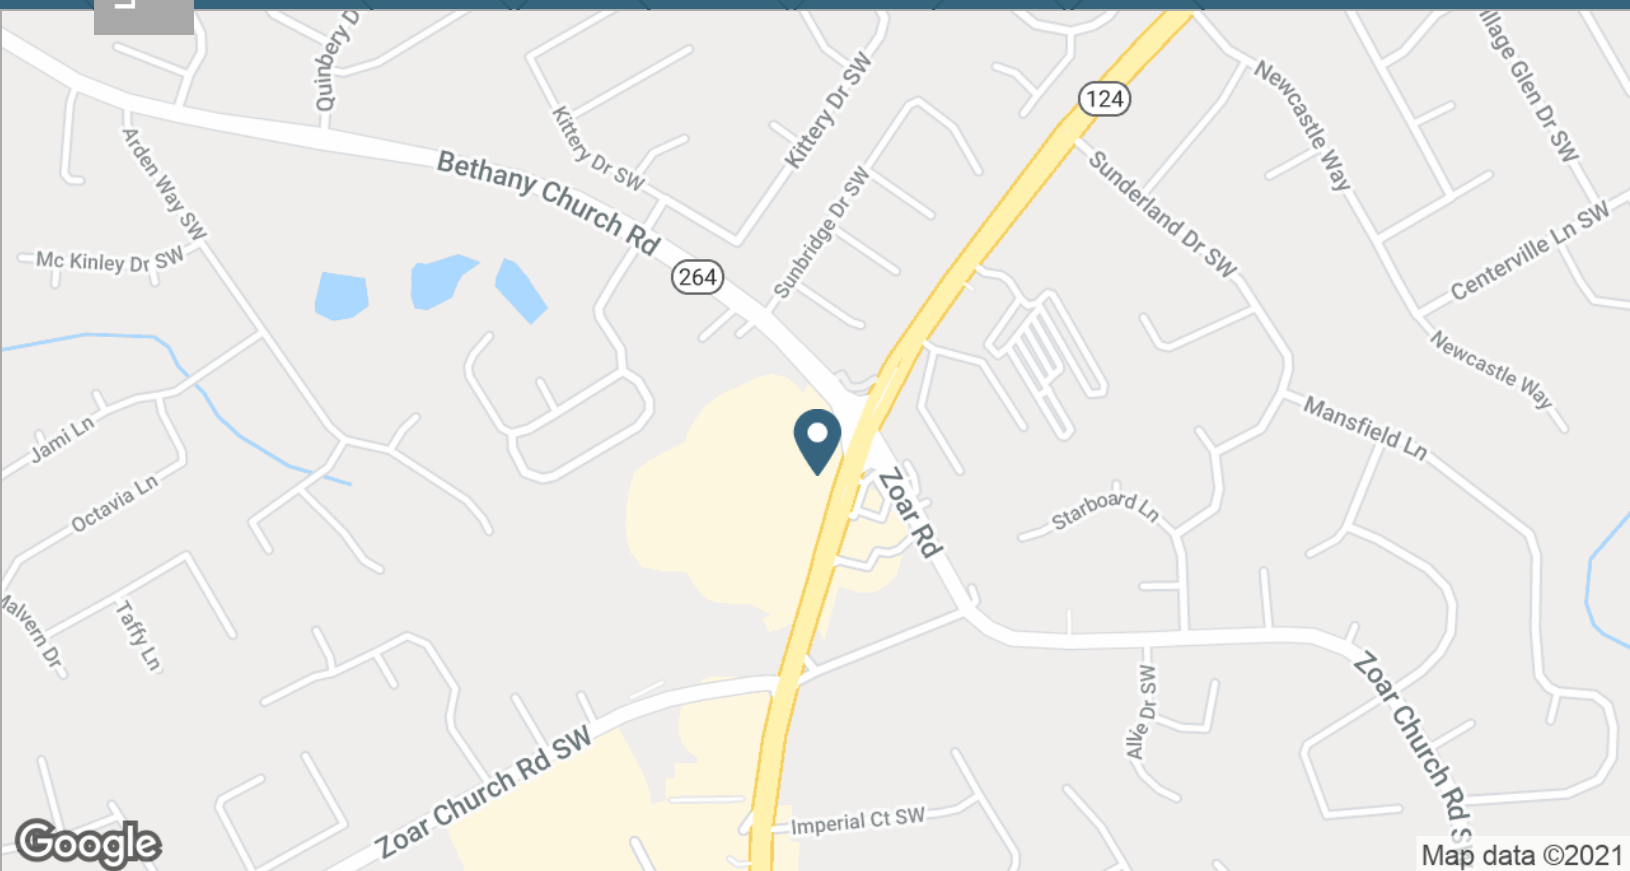 Quinbery D
illage Glen Dr SW
124
Newcastle Way
Kittery Dr SW
Kittery Dr SW
Arden Way SW
Bethany Church Rd
Sunderland Dr SW
Sunbridge Dr SW
Centerville Ln SW
Mc Kinley Dr SW
264
Newcastle Way
Mansfield Ln
Jami Ln
Octavia Ln
Zoar Rd
Starboard Ln
Malvern Dr
Taffy Ln
Allie Dr SW
Zoar Church Rd S
Zoar Church Rd SW
Imperial Ct SW
Google
Map data ©2021